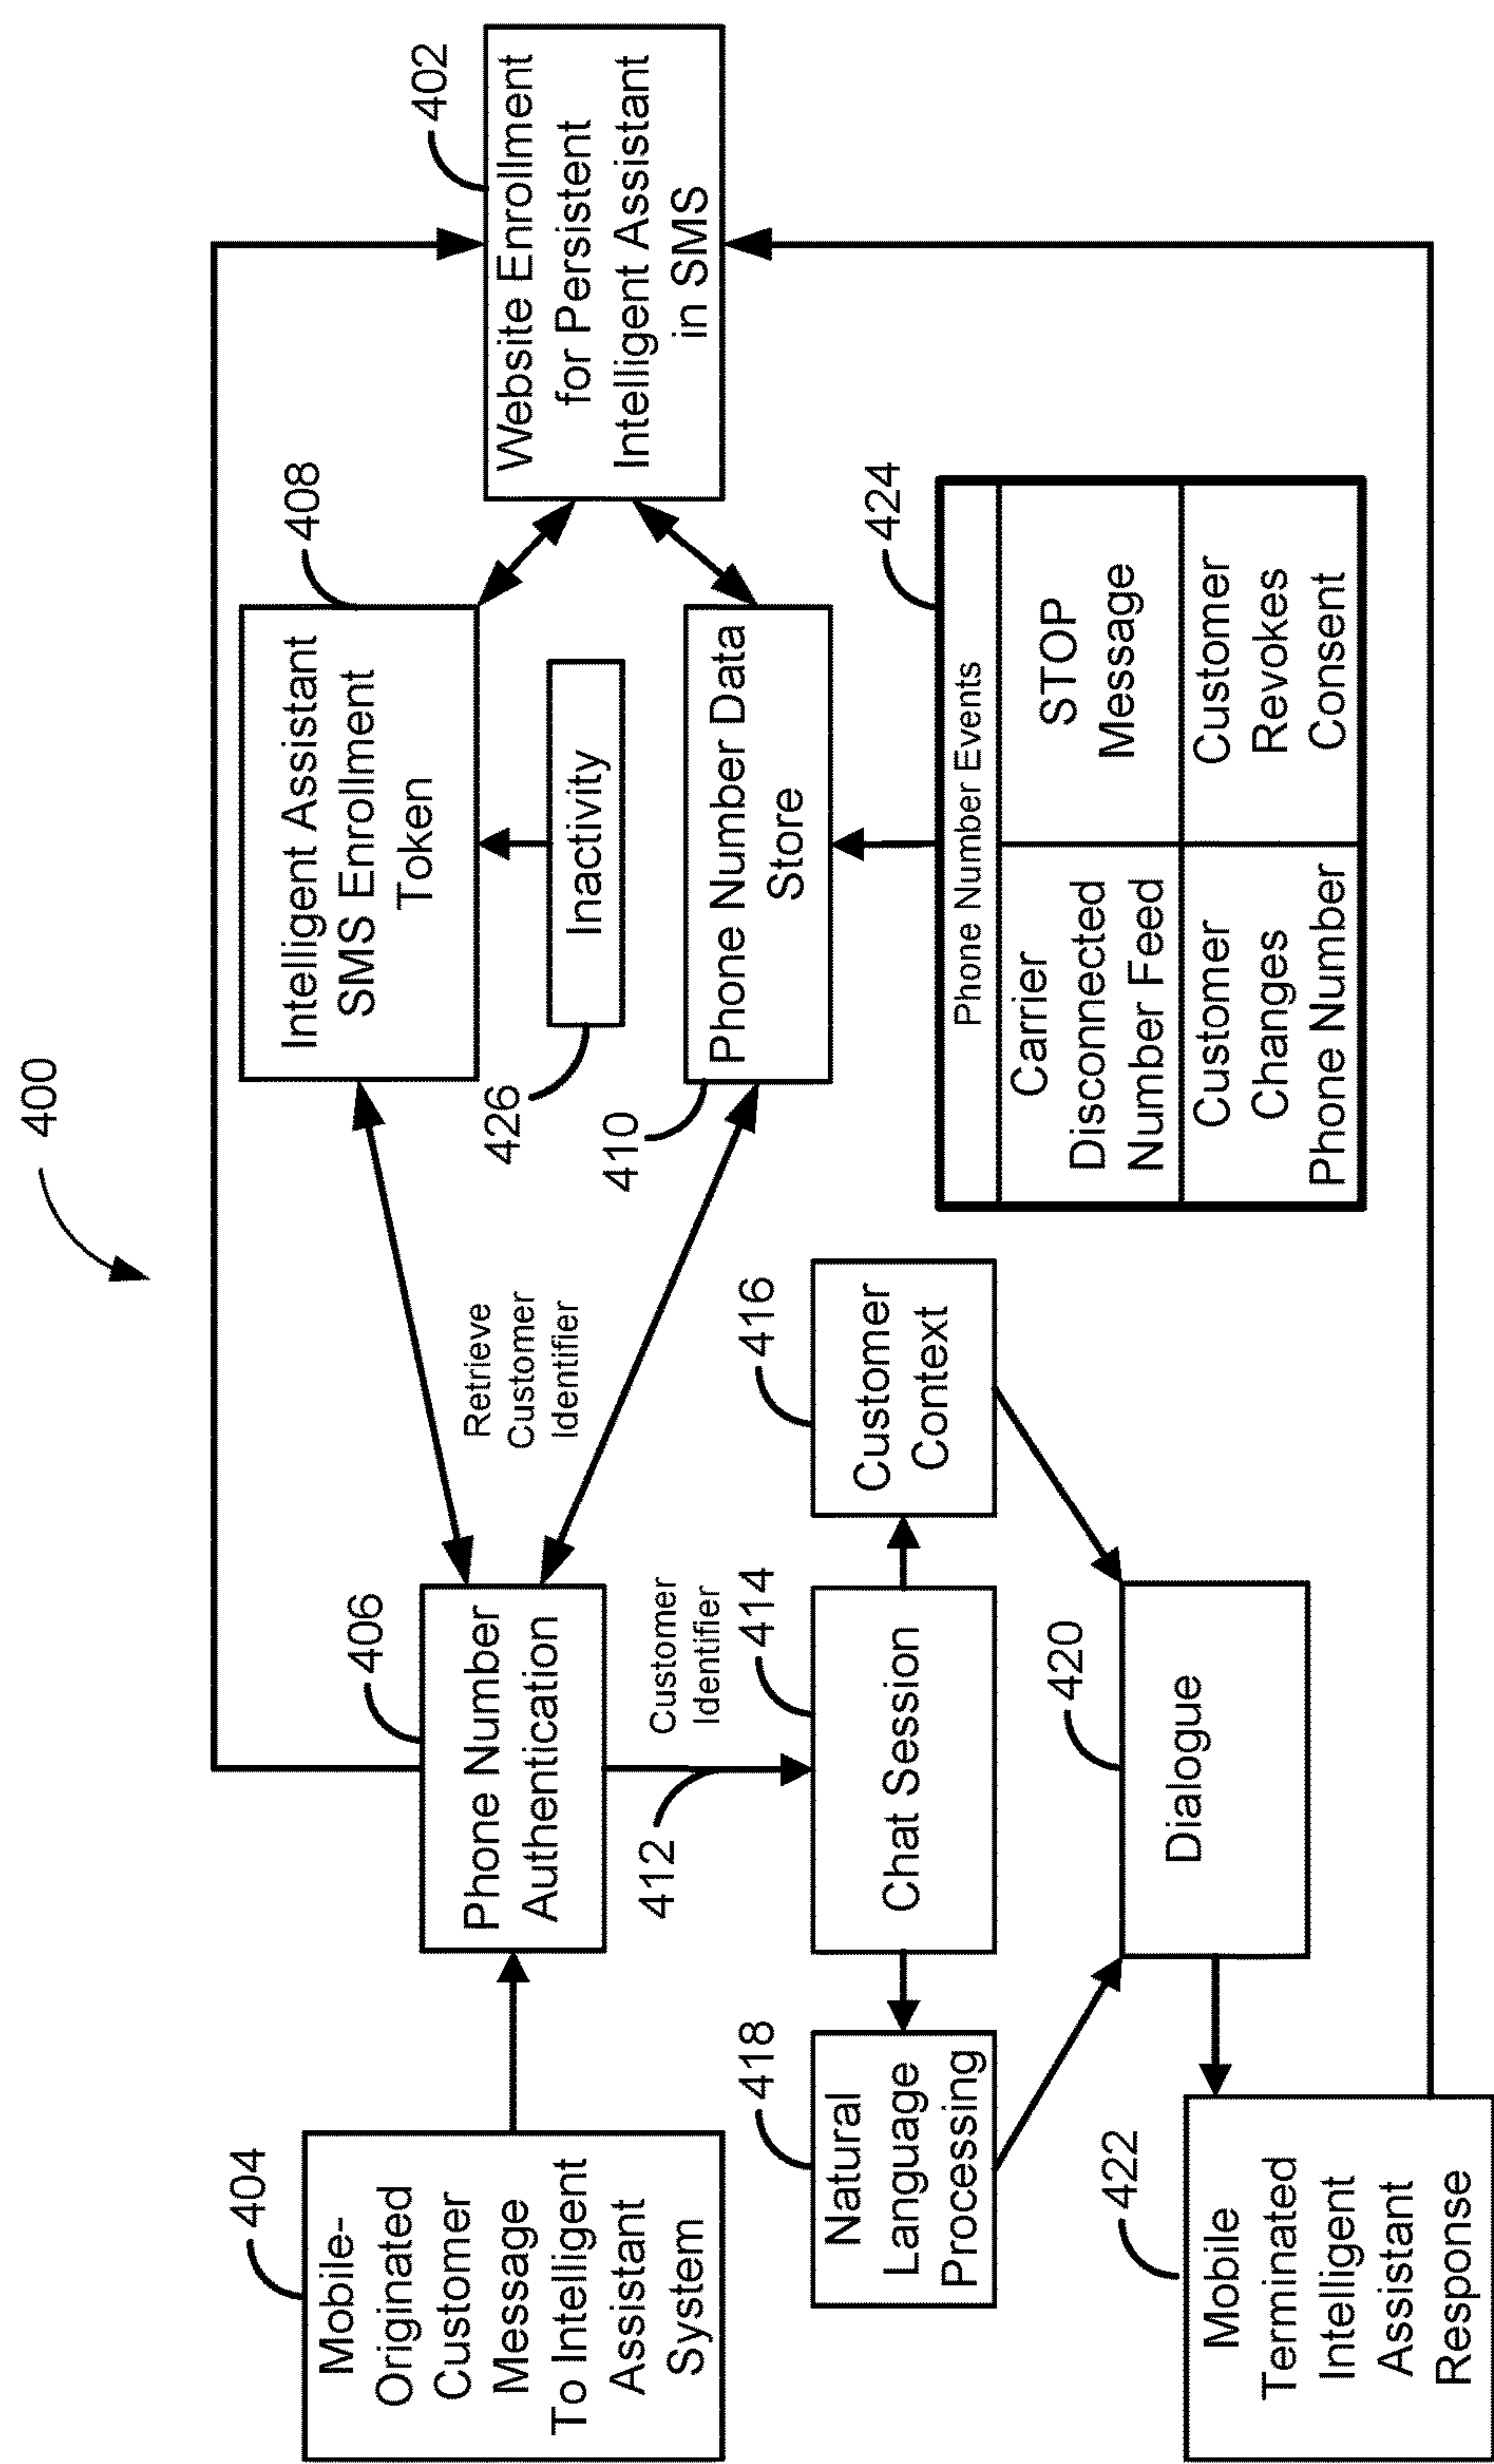 400
404
Mobile-
Originated
Customer
Message
To Intelligent
Assistant
System
406
Phone Number
Authentication
Retrieve
Customer
Identifier
408
Intelligent Assistant
SMS Enrollment
Token
402
Website Enrollment
for Persistent
Intelligent Assistant
in SMS
426
Inactivity
410
Phone Number Data
Store
412
Customer
Identifier
418
Natural
Language
Processing
414
Chat Session
416
Customer
Context
424
Phone Number Events
Carrier
Disconnected
Number Feed
STOP
Message
Customer
Changes
Phone Number
Customer
Revokes
Consent
422
Mobile
Terminated
Intelligent
Assistant
Response
420
Dialogue